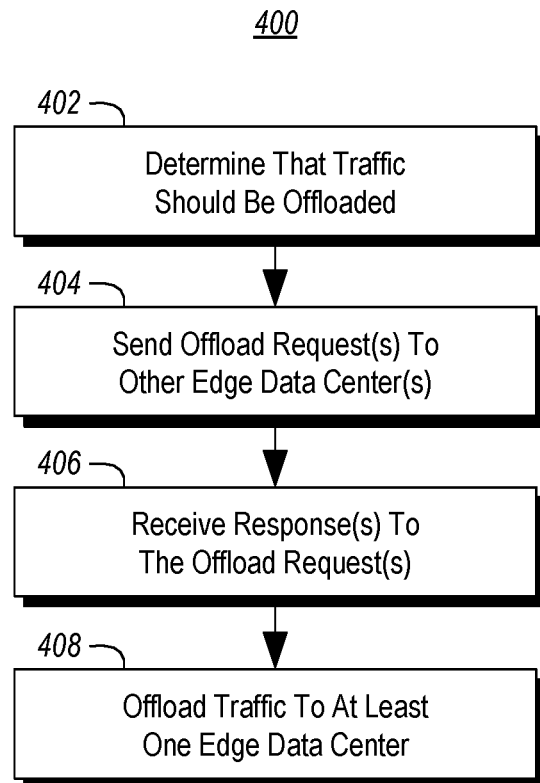 400
402
Determine That Traffic
Should Be Offloaded
404
Send Offload Request(s) To
Other Edge Data Center(s)
406
Receive Response(s) To
The Offload Request(s)
408
Offload Traffic To At Least
One Edge Data Center